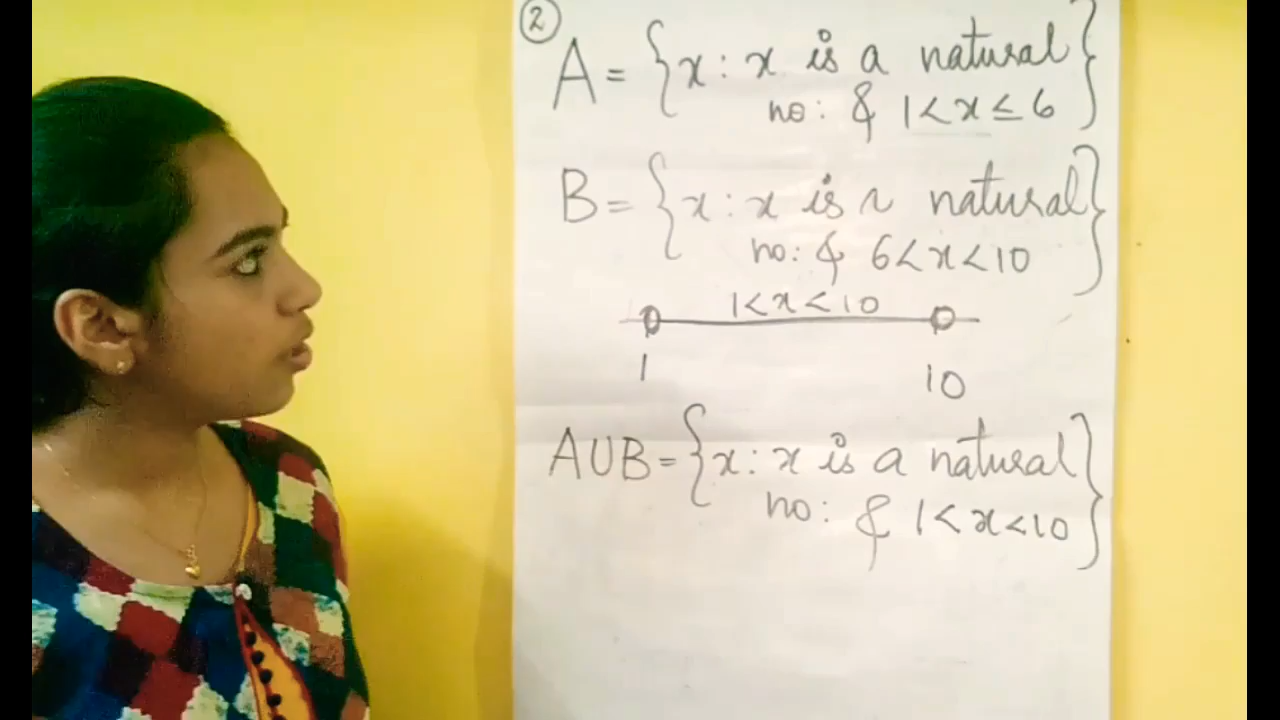 ②
A = { x : x is a natural
no: & 1 < x ≤ 6 }
B = { x : x is a natural
no: & 6 < x < 10 }
1 < x < 10
1 10
A∪B = { x : x is a natural
no: & 1 < x < 10 }